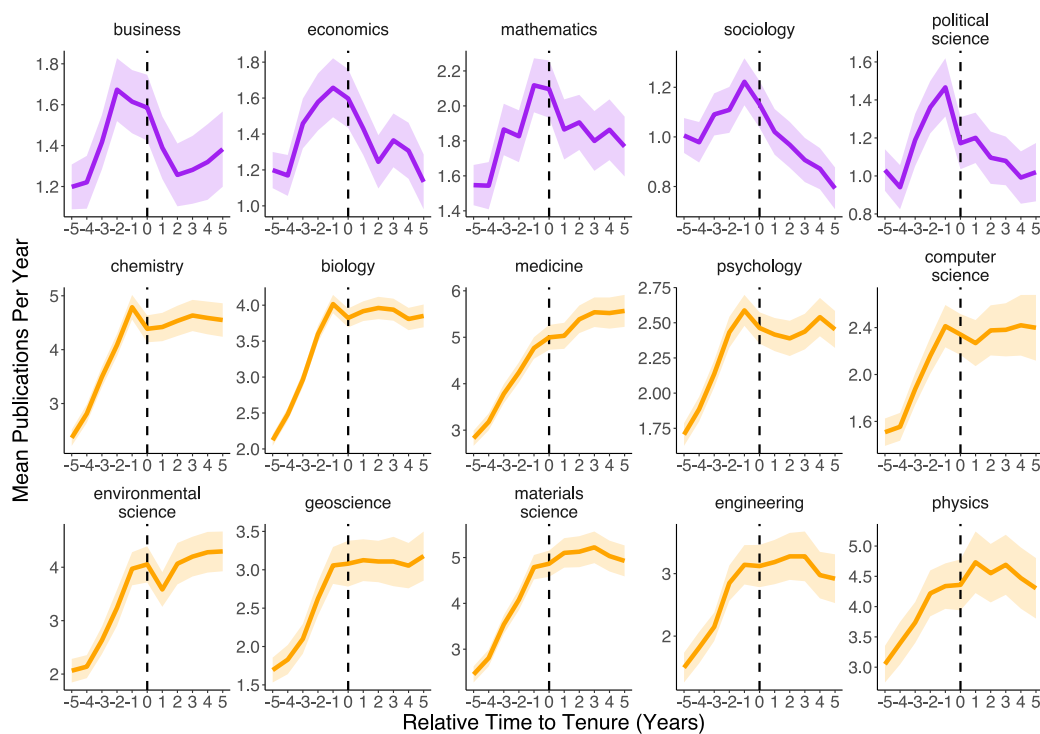 business
economics
mathematics
sociology
political
science
1.8
1.6
1.4
1.2
-5-4-3-2-1 0 1 2 3 4 5
1.8
1.6
1.4
1.2
1.0
-5-4-3-2-1 0 1 2 3 4 5
2.2
2.0
1.8
1.6
1.4
-5-4-3-2-1 0 1 2 3 4 5
1.2
1.0
0.8
-5-4-3-2-1 0 1 2 3 4 5
1.6
1.4
1.2
1.0
0.8
-5-4-3-2-1 0 1 2 3 4 5
Mean Publications Per Year
chemistry
biology
medicine
psychology
computer
science
5
4
3
-5-4-3-2-1 0 1 2 3 4 5
4.0
3.5
3.0
2.5
2.0
-5-4-3-2-1 0 1 2 3 4 5
6
5
4
3
-5-4-3-2-1 0 1 2 3 4 5
2.75
2.50
2.25
2.00
1.75
-5-4-3-2-1 0 1 2 3 4 5
2.4
2.0
1.6
-5-4-3-2-1 0 1 2 3 4 5
environmental
science
geoscience
materials
science
engineering
physics
4
3
2
-5-4-3-2-1 0 1 2 3 4 5
3.5
3.0
2.5
2.0
1.5
-5-4-3-2-1 0 1 2 3 4 5
5
4
3
-5-4-3-2-1 0 1 2 3 4 5
3
2
-5-4-3-2-1 0 1 2 3 4 5
5.0
4.5
4.0
3.5
3.0
-5-4-3-2-1 0 1 2 3 4 5
Relative Time to Tenure (Years)